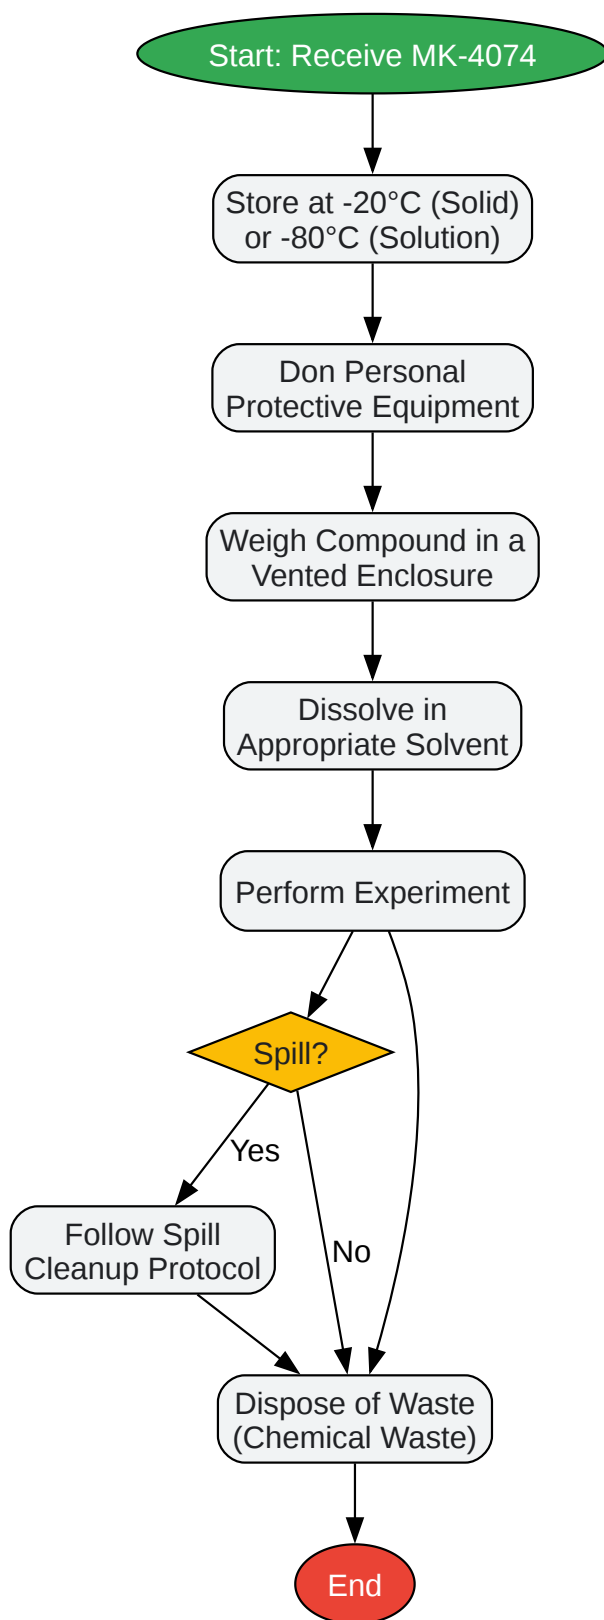 Start: Receive MK-4074
Store at -20°C (Solid)
or -80°C (Solution)
Don Personal
Protective Equipment
Weigh Compound in a
Vented Enclosure
Dissolve in
Appropriate Solvent
Perform Experiment
Spill?
Yes
Follow Spill
Cleanup Protocol
No
Dispose of Waste
(Chemical Waste)
End